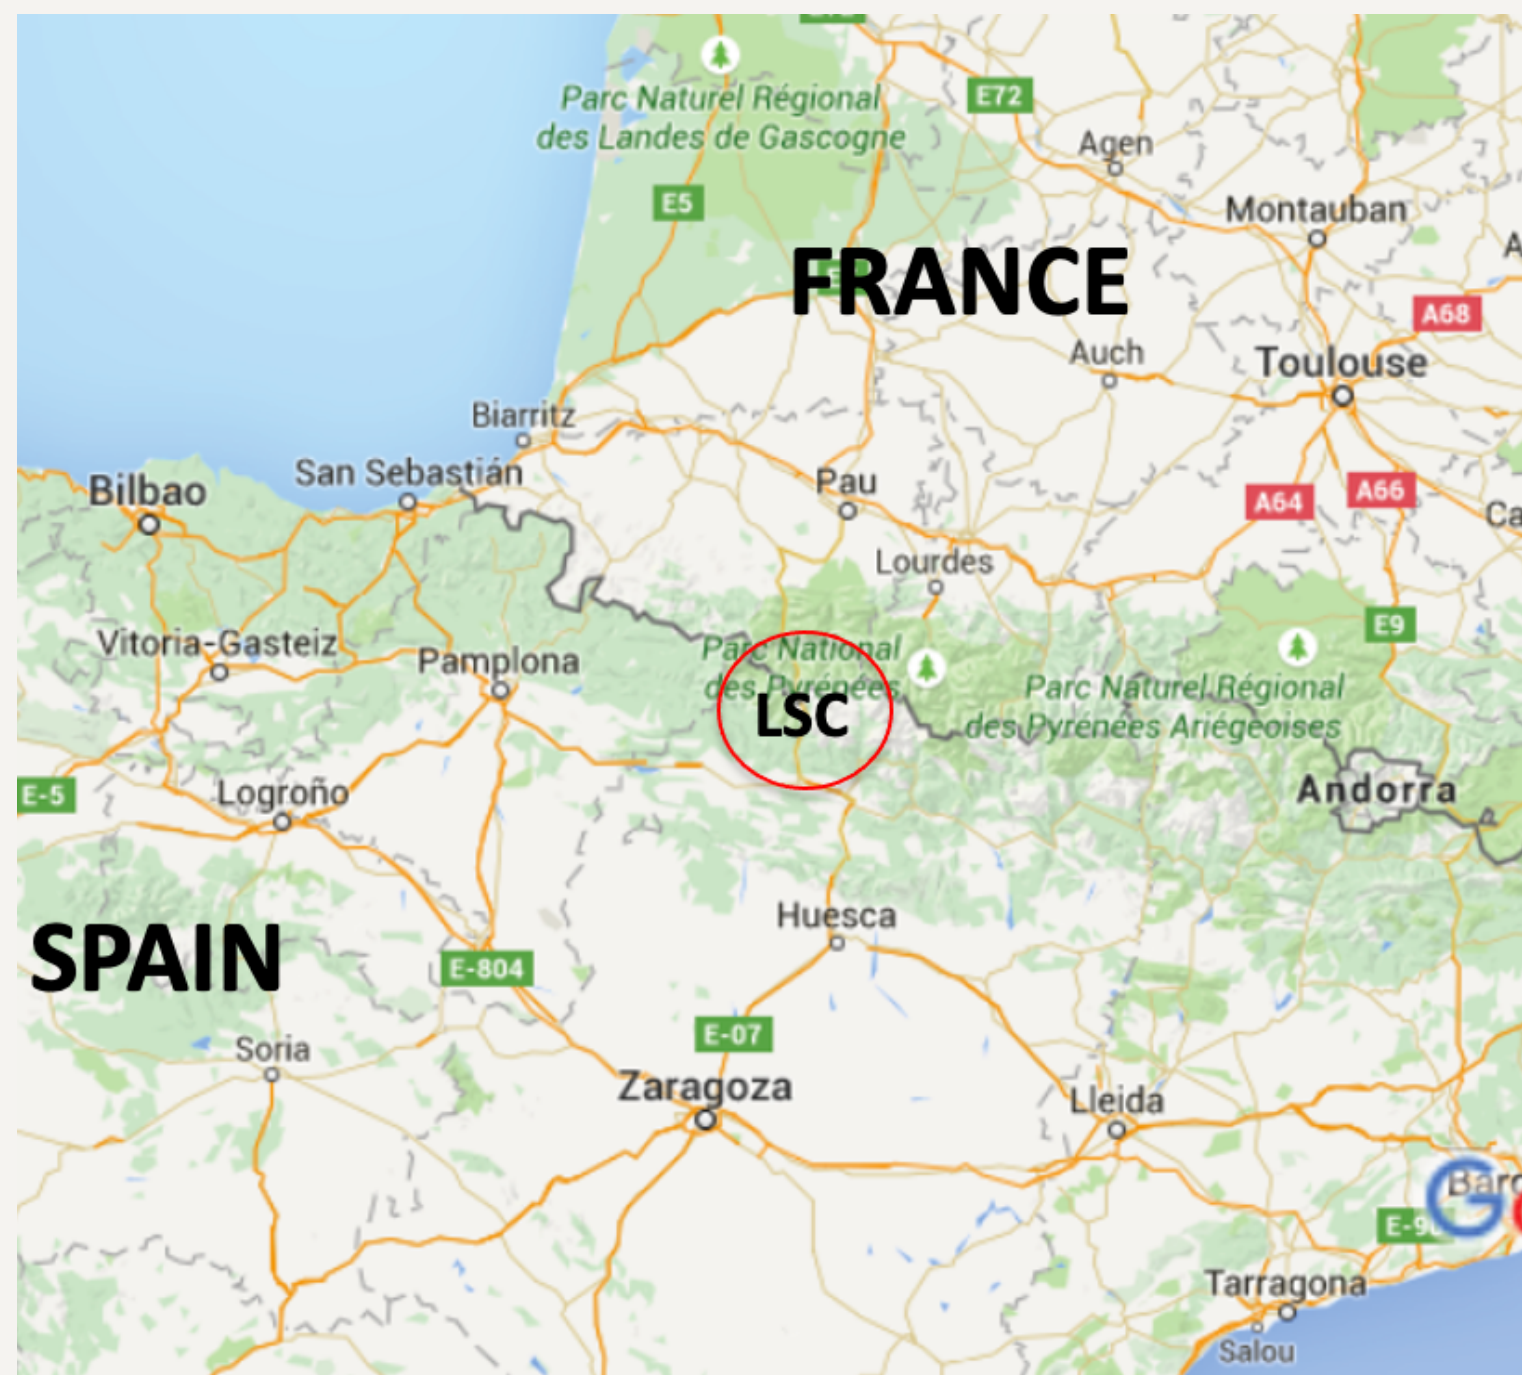 Parc Naturel Régional
des Landes de Gascogne
E72
Agen
E5
Montauban
FRANCE
A68
Auch
Toulouse
Biarritz
San Sebastián
Bilbao
Pau
A64
A66
Lourdes
E9
Vitoria-Gasteiz
Pamplona
Parc National
des Pyrénées
LSC
Parc Naturel Régional
des Pyrénées Ariégeoises
E-5
Logroño
Andorra
Huesca
SPAIN
E-804
E-07
Soria
Zaragoza
Lleida
Tarragona
Salou